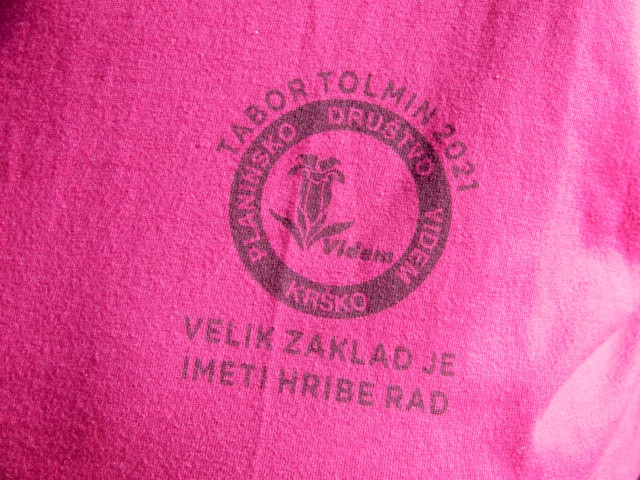 TABOR TOLMIN 2021
PLANINSKO DRUŠTVO VIDEM
Videm
KRŠKO
VELIK ZAKLAD JE
IMETI HRIBE RAD